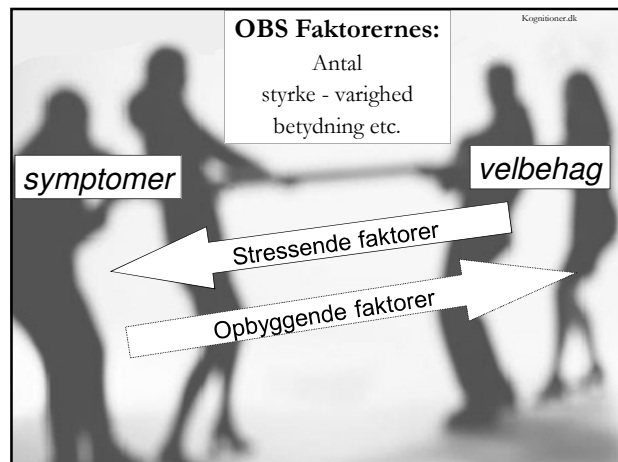 Kognitioner.dk
OBS Faktorernes:
Antal
styrke - varighed
betydning etc.
symptomer
velbehag
Stressende faktorer
Opbyggende faktorer